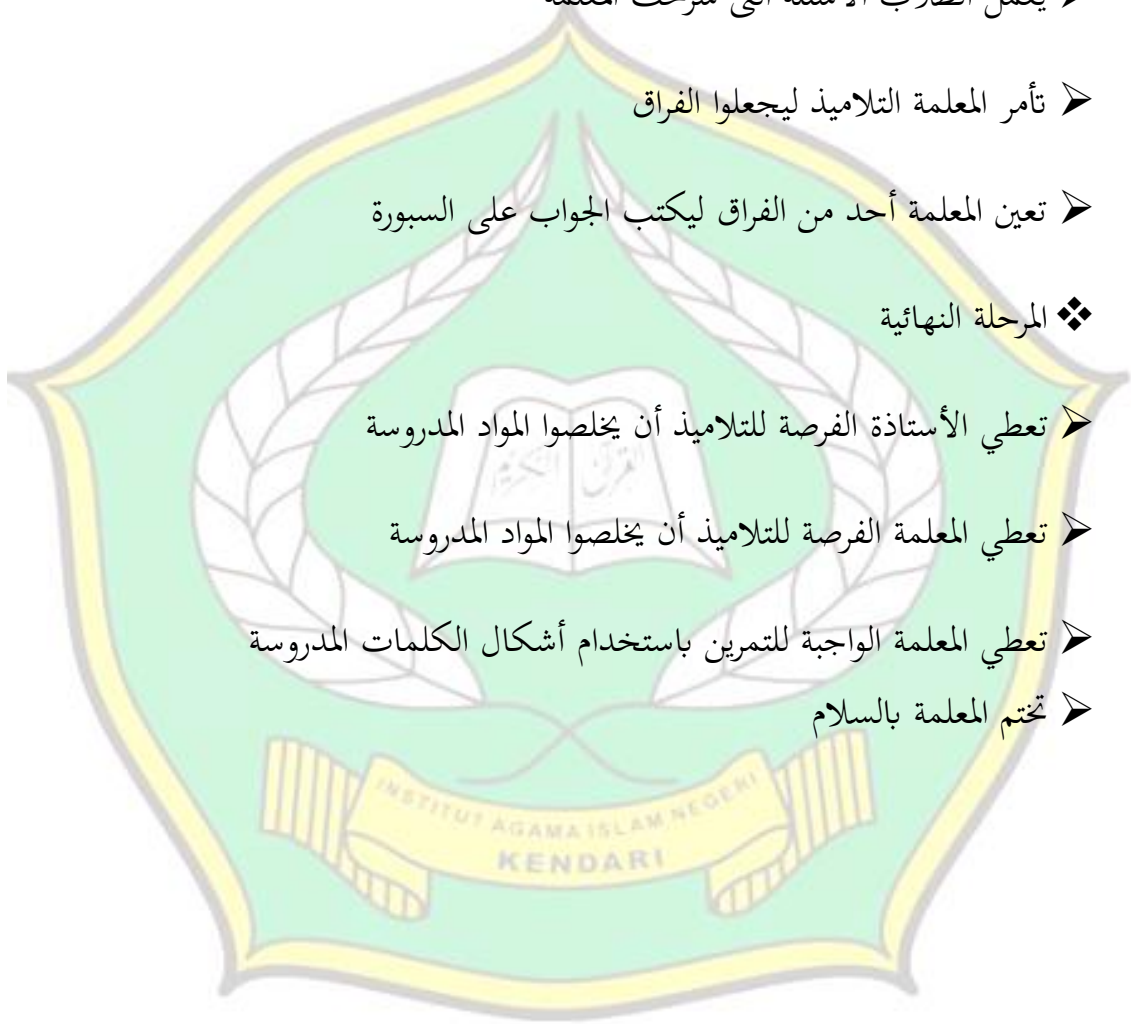 ➤ تأمر المعلمة التلاميذ ليجعلوا الفراق
➤ تعين المعلمة أحد من الفراق ليكتب الجواب على السبورة
❖ المرحلة النهائية
➤ تعطي الأستاذة الفرصة للتلاميذ أن يخلصوا المواد المدروسة
القرآن الكريم
➤ تعطي المعلمة الفرصة للتلاميذ أن يخلصوا المواد المدروسة
➤ تعطي المعلمة الواجبة للتمرين باستخدام أشكال الكلمات المدروسة
➤ تختم المعلمة بالسلام
INSTITUT AGAMA ISLAM NEGERI
KENDARI